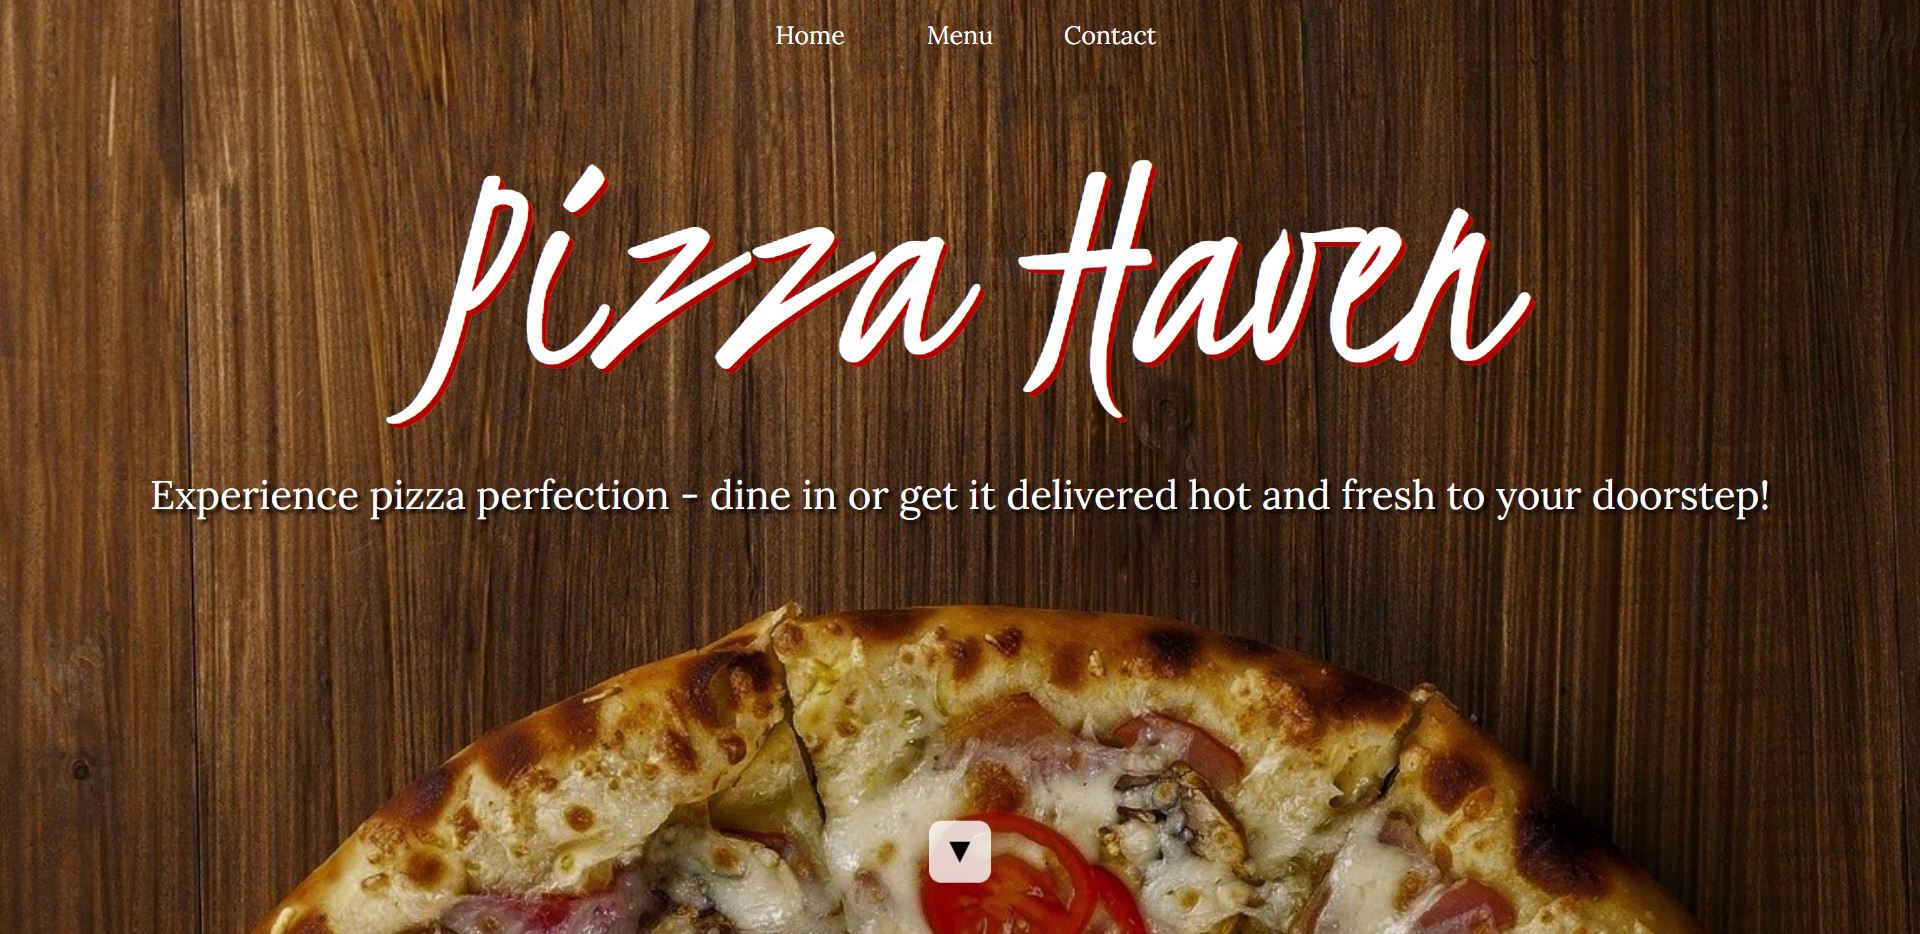 Home Menu Contact
Pizza Haven
Experience pizza perfection - dine in or get it delivered hot and fresh to your doorstep!
▼